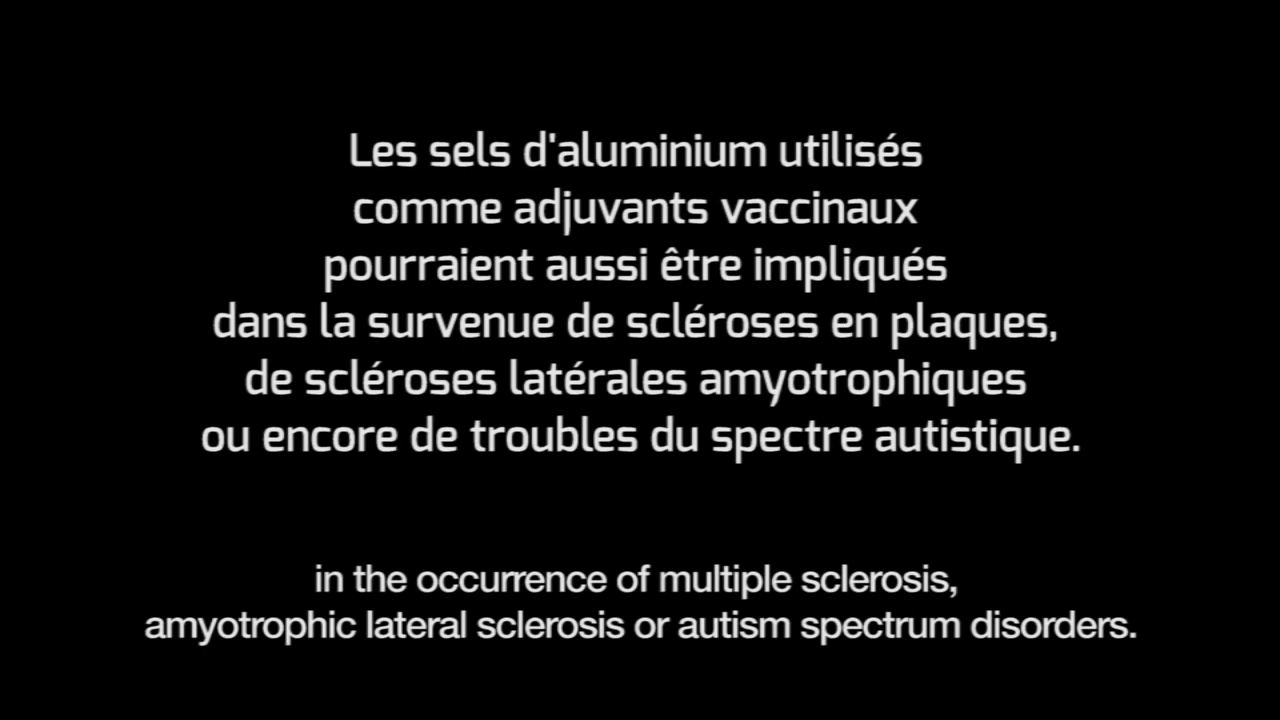 Les sels d'aluminium utilisés
comme adjuvants vaccinaux
pourraient aussi être impliqués
dans la survenue de scléroses en plaques,
de scléroses latérales amyotrophiques
ou encore de troubles du spectre autistique.
in the occurrence of multiple sclerosis,
amyotrophic lateral sclerosis or autism spectrum disorders.